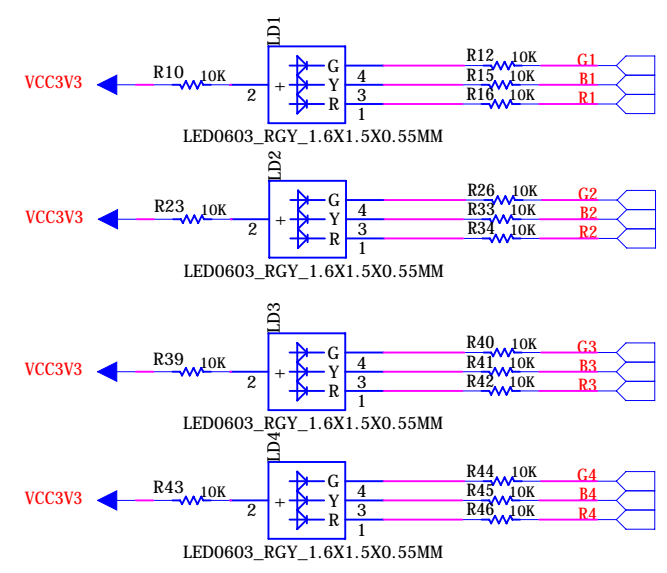 LD1
VCC3V3 R10 10K 2 + G Y R 4 3 1 R12 10K G1
R15 10K B1
R16 10K R1
LED0603_RGY_1.6X1.5X0.55MM
LD2
VCC3V3 R23 10K 2 + G Y R 4 3 1 R26 10K G2
R33 10K B2
R34 10K R2
LED0603_RGY_1.6X1.5X0.55MM
LD3
VCC3V3 R39 10K 2 + G Y R 4 3 1 R40 10K G3
R41 10K B3
R42 10K R3
LED0603_RGY_1.6X1.5X0.55MM
LD4
VCC3V3 R43 10K 2 + G Y R 4 3 1 R44 10K G4
R45 10K B4
R46 10K R4
LED0603_RGY_1.6X1.5X0.55MM